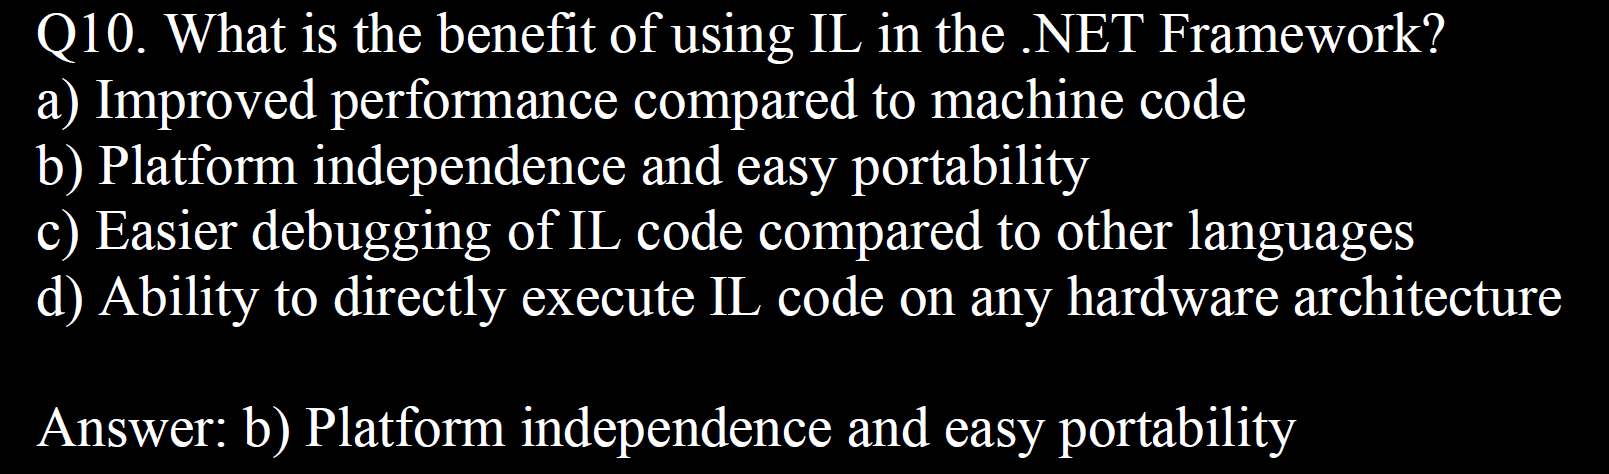 Q10. What is the benefit of using IL in the .NET Framework?
a) Improved performance compared to machine code
b) Platform independence and easy portability
c) Easier debugging of IL code compared to other languages
d) Ability to directly execute IL code on any hardware architecture
Answer: b) Platform independence and easy portability